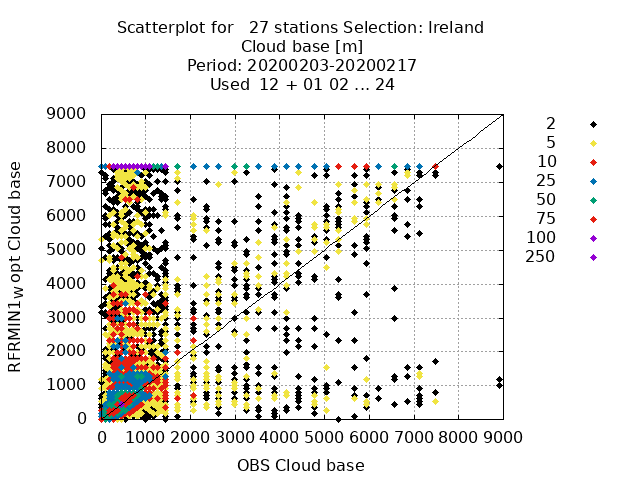 Scatterplot for   27 stations Selection: Ireland
Cloud base [m]
Period: 20200203-20200217
Used  12 + 01 02 ... 24
9000
8000
7000
6000
5000
4000
3000
2000
1000
0
RFRMIN1W opt Cloud base
0 1000 2000 3000 4000 5000 6000 7000 8000 9000
OBS Cloud base
2
5
10
25
50
75
100
250